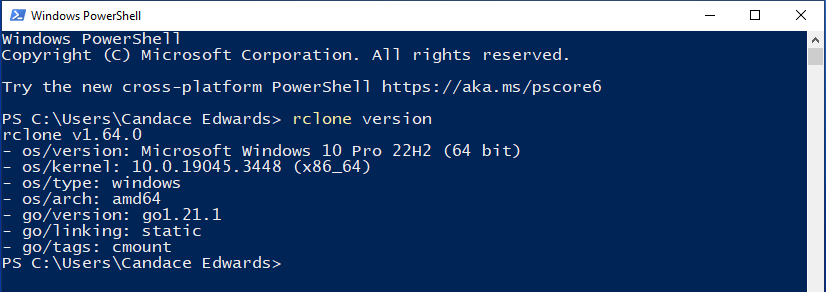 Windows PowerShell
Windows PowerShell
Copyright (C) Microsoft Corporation. All rights reserved.
Try the new cross-platform PowerShell https://aka.ms/pscore6
PS C:\Users\Candace Edwards> rclone version
rclone v1.64.0
- os/version: Microsoft Windows 10 Pro 22H2 (64 bit)
- os/kernel: 10.0.19045.3448 (x86_64)
- os/type: windows
- os/arch: amd64
- go/version: go1.21.1
- go/linking: static
- go/tags: cmount
PS C:\Users\Candace Edwards>